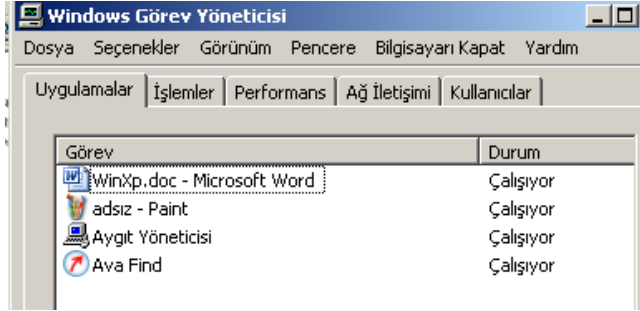 Windows Görev Yöneticisi
Dosya Seçenekler Görünüm Pencere Bilgisayarı Kapat Yardım
Uygulamalar İşlemler Performans Ağ İletişimi Kullanıcılar
Görev Durum
WinXp.doc - Microsoft Word Çalışıyor
adsız - Paint Çalışıyor
Aygıt Yöneticisi Çalışıyor
Ava Find Çalışıyor